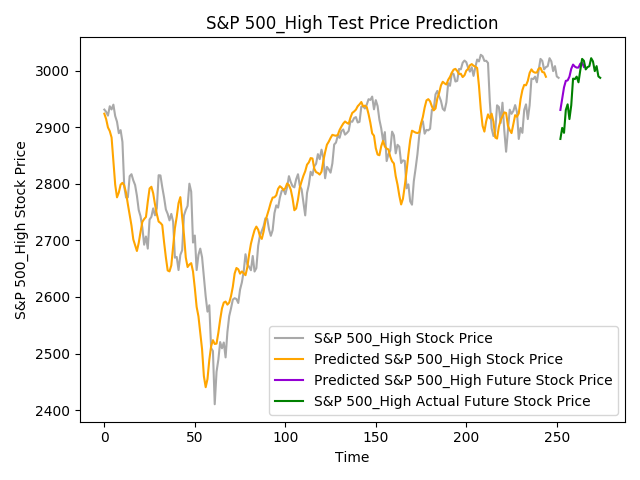 S&P 500_High Test Price Prediction
S&P 500_High Stock Price
3000
2900
2800
2700
2600
2500
2400
0
50
100
150
200
250
Time
S&P 500_High Stock Price
Predicted S&P 500_High Stock Price
Predicted S&P 500_High Future Stock Price
S&P 500_High Actual Future Stock Price